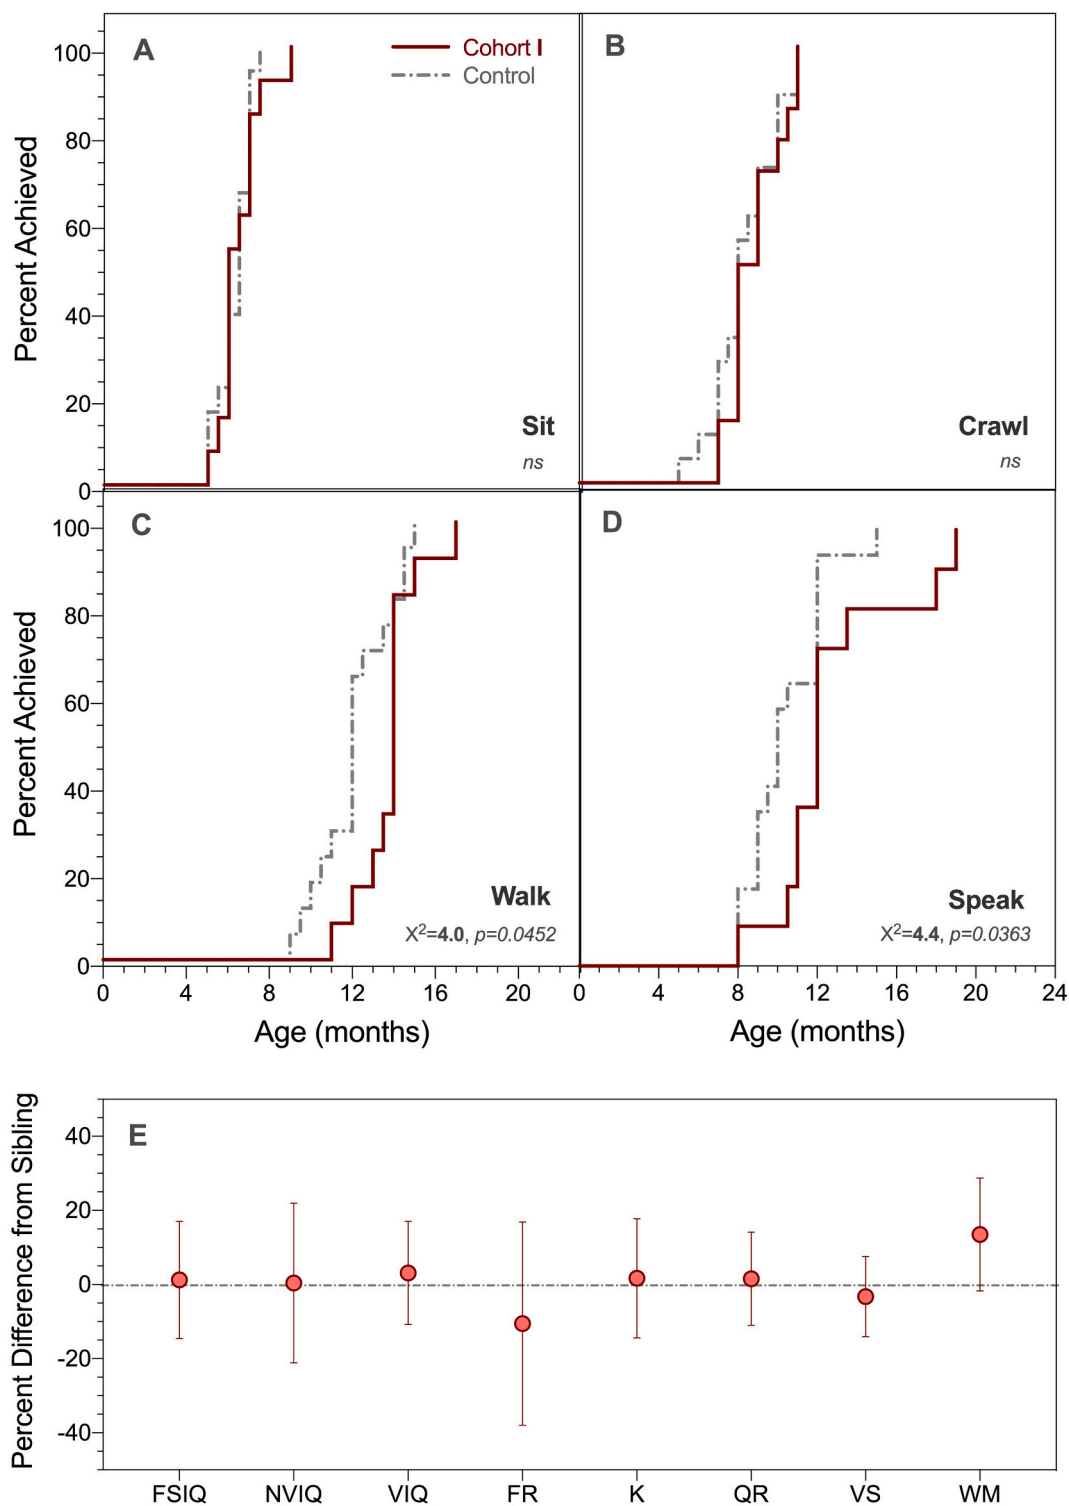 A
Cohort I
Control
Percent Achieved
100
80
60
40
20
0
Sit
ns
B
Crawl
ns
C
Percent Achieved
100
80
60
40
20
0
Walk
X²=4.0, p=0.0452
0 4 8 12 16 20
Age (months)
D
Speak
X²=4.4, p=0.0363
0 4 8 12 16 20 24
Age (months)
E
Percent Difference from Sibling
40
20
0
-20
-40
FSIQ NVIQ VIQ FR K QR VS WM